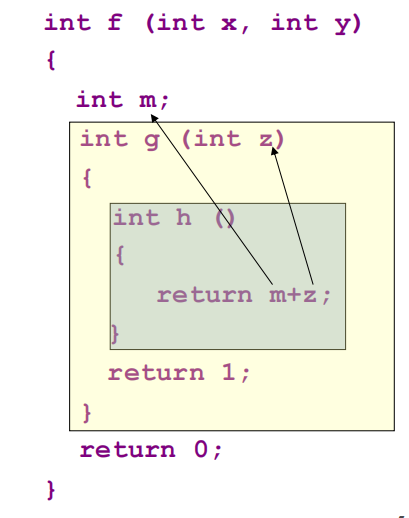 int f (int x, int y)
{
int m;
int g (int z)
{
int h ()
{
return m+z;
}
return 1;
}
return 0;
}